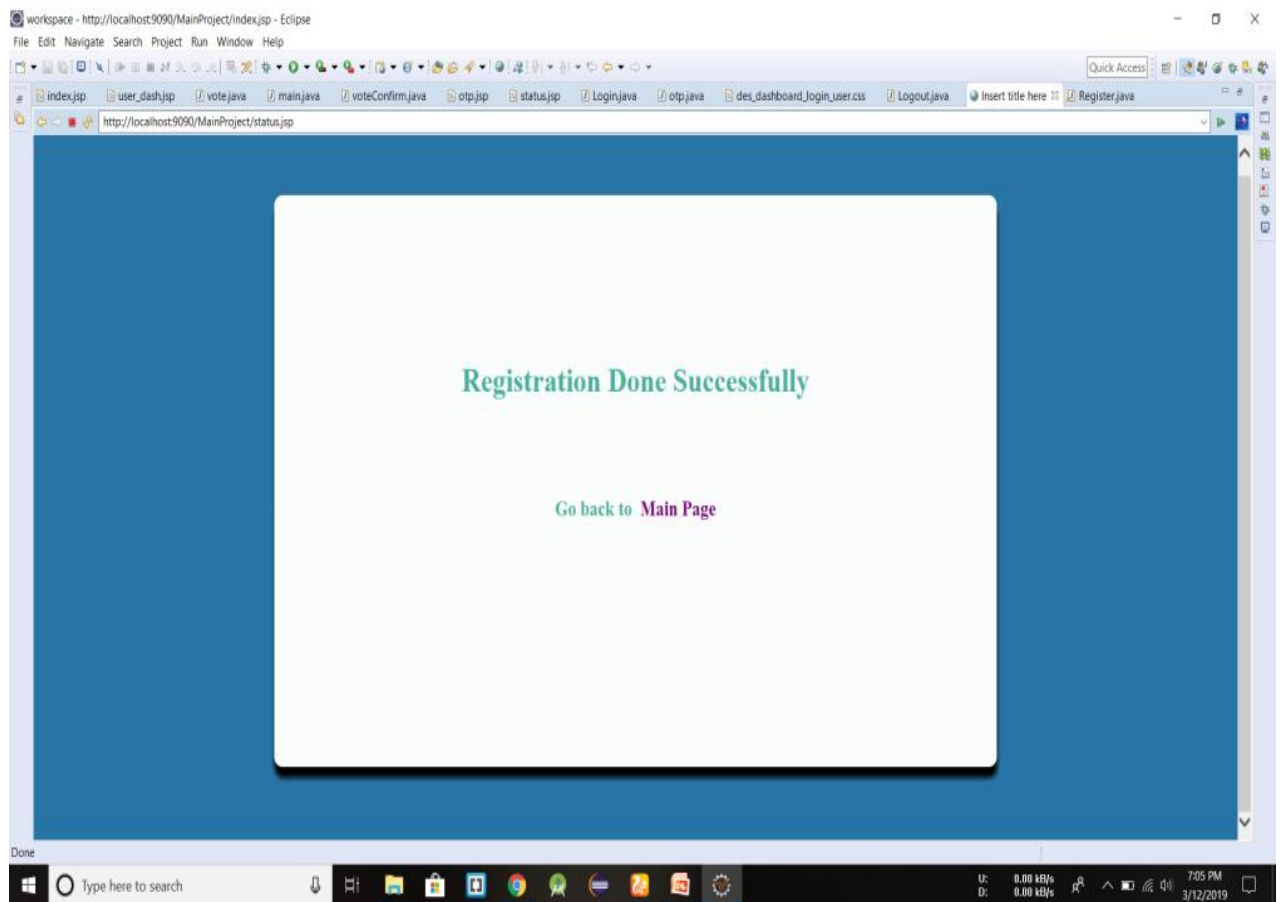 workspace - http://localhost:9090/MainProject/index.jsp - Eclipse
File Edit Navigate Search Project Run Window Help
Quick Access
index.jsp user_dash.jsp vote.java main.java voteConfirm.java otp.jsp status.jsp Login.java otp.java des_dashboard_login_user.css Logout.java Insert title here Register.java
http://localhost:9090/MainProject/status.jsp
Registration Done Successfully
Go back to Main Page
Done
Type here to search
U: 0.00 kB/s
D: 0.00 kB/s
7:05 PM
3/12/2019